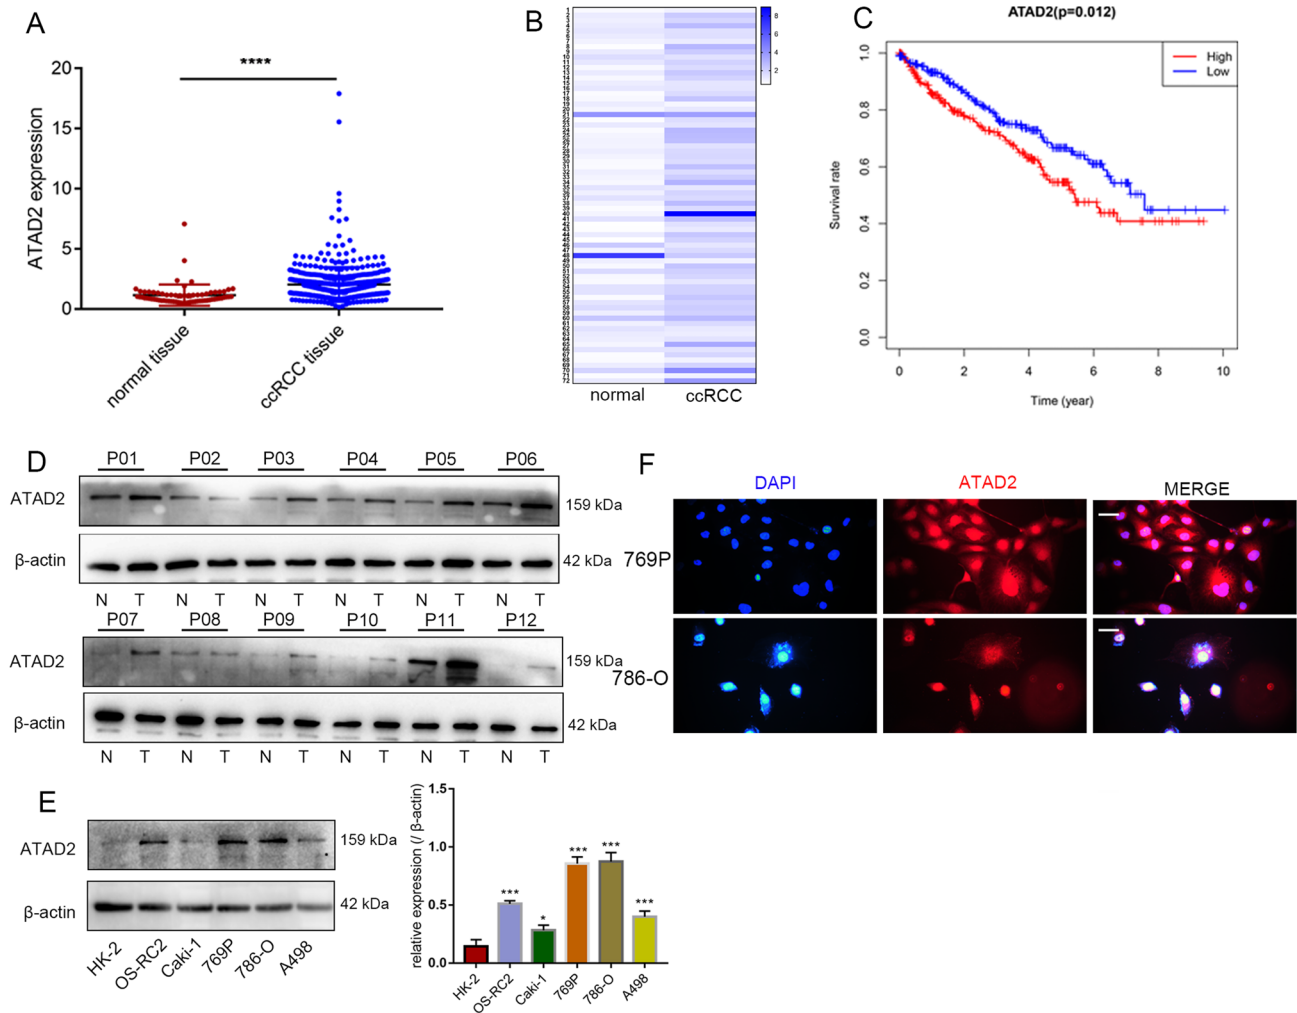 A
ATAD2 expression
20
15
10
5
0
****
normal tissue
ccRCC tissue
B
normal
ccRCC
8
6
4
2
C
ATAD2(p=0.012)
High
Low
Survival rate
1.0
0.8
0.6
0.4
0.2
0.0
0 2 4 6 8 10
Time (year)
D
P01 P02 P03 P04 P05 P06
ATAD2
159 kDa
β-actin
42 kDa
N T N T N T N T N T N T
P07 P08 P09 P10 P11 P12
ATAD2
159 kDa
β-actin
42 kDa
N T N T N T N T N T N T
F
DAPI ATAD2 MERGE
769P
786-O
E
ATAD2
159 kDa
β-actin
42 kDa
HK-2 OS-RC2 Caki-1 769P 786-O A498
relative expression (/ β-actin)
1.5
1.0
0.5
0.0
*** * *** *** ***
HK-2 OS-RC2 Caki-1 769P 786-O A498